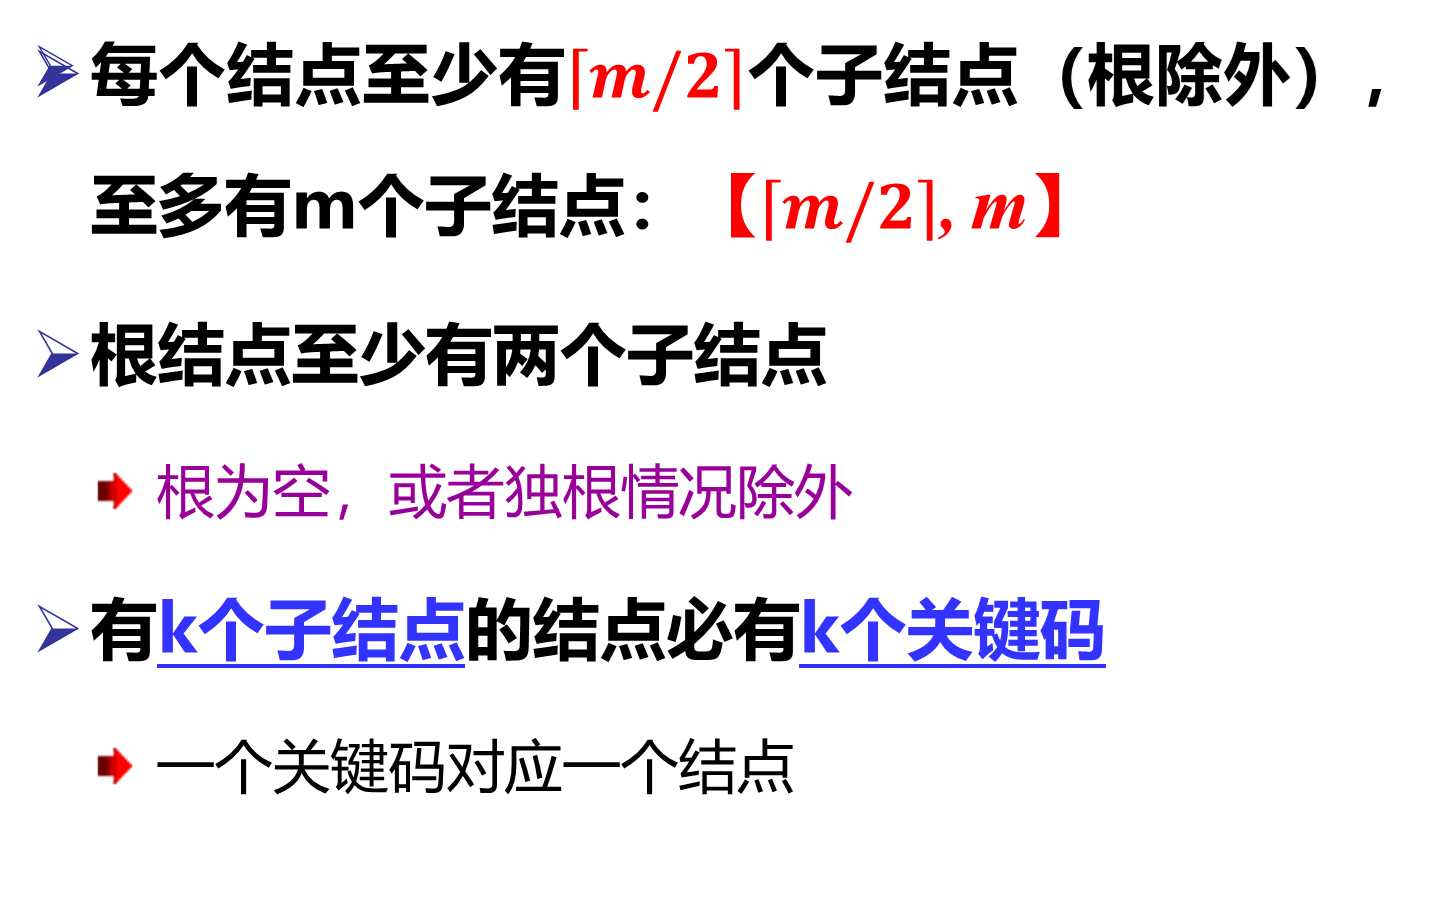 每个结点至少有⌈m/2⌉个子结点（根除外），
至多有m个子结点：【⌈m/2⌉, m】
根结点至少有两个子结点
根为空，或者独根情况除外
有k个子结点的结点必有k个关键码
一个关键码对应一个结点